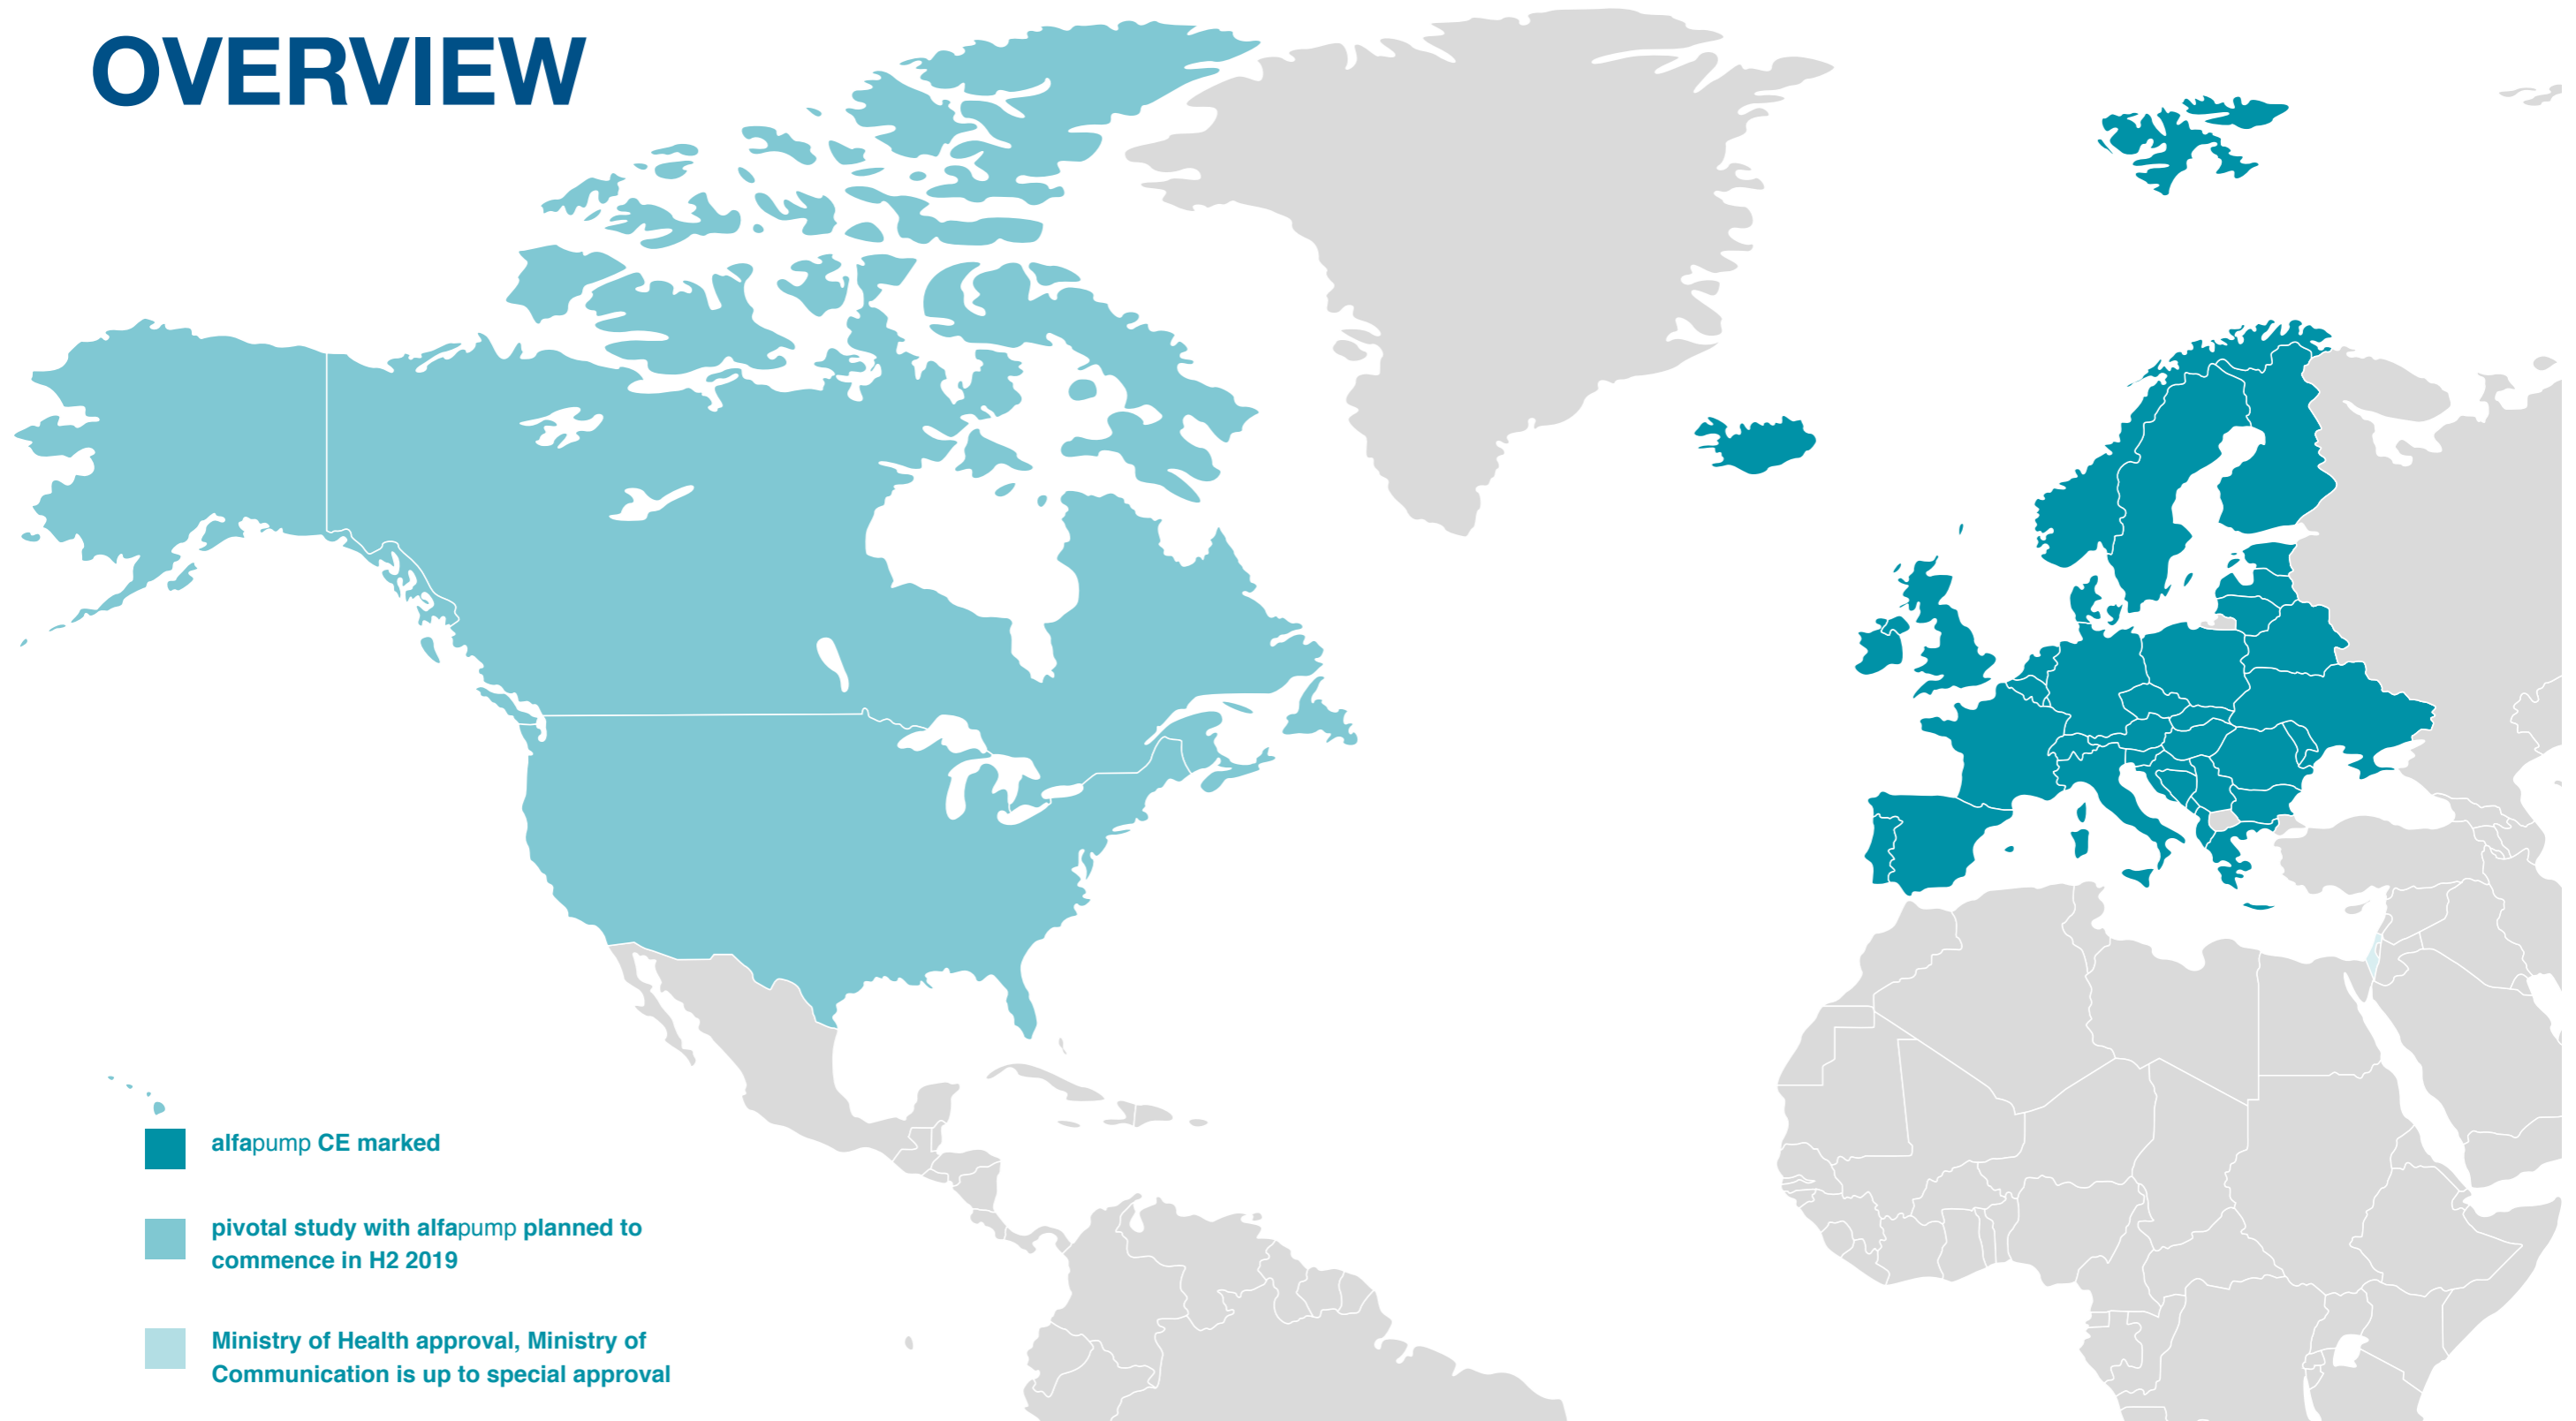 OVERVIEW
alfapump CE marked
pivotal study with alfapump planned to
commence in H2 2019
Ministry of Health approval, Ministry of
Communication is up to special approval